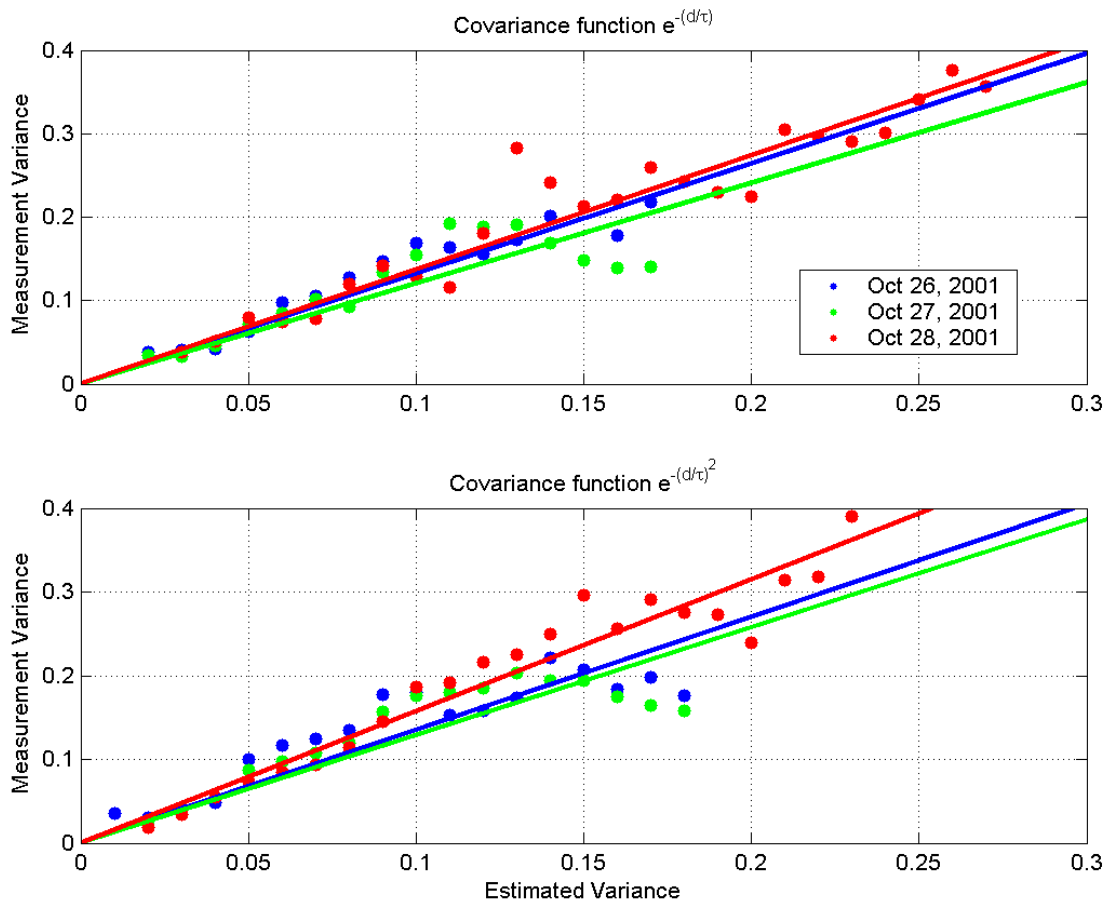 Covariance function e^-(d/τ)
Measurement Variance
0.4
0.3
0.2
0.1
0
0 0.05 0.1 0.15 0.2 0.25 0.3
Oct 26, 2001
Oct 27, 2001
Oct 28, 2001
Covariance function e^-(d/τ)^2
Measurement Variance
0.4
0.3
0.2
0.1
0
0 0.05 0.1 0.15 0.2 0.25 0.3
Estimated Variance